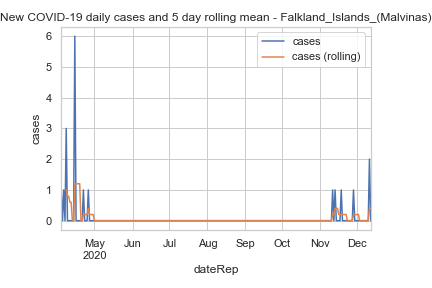 New COVID-19 daily cases and 5 day rolling mean - Falkland_Islands_(Malvinas)
cases
cases (rolling)
cases
6
5
4
3
2
1
0
May Jun Jul Aug Sep Oct Nov Dec
2020
dateRep